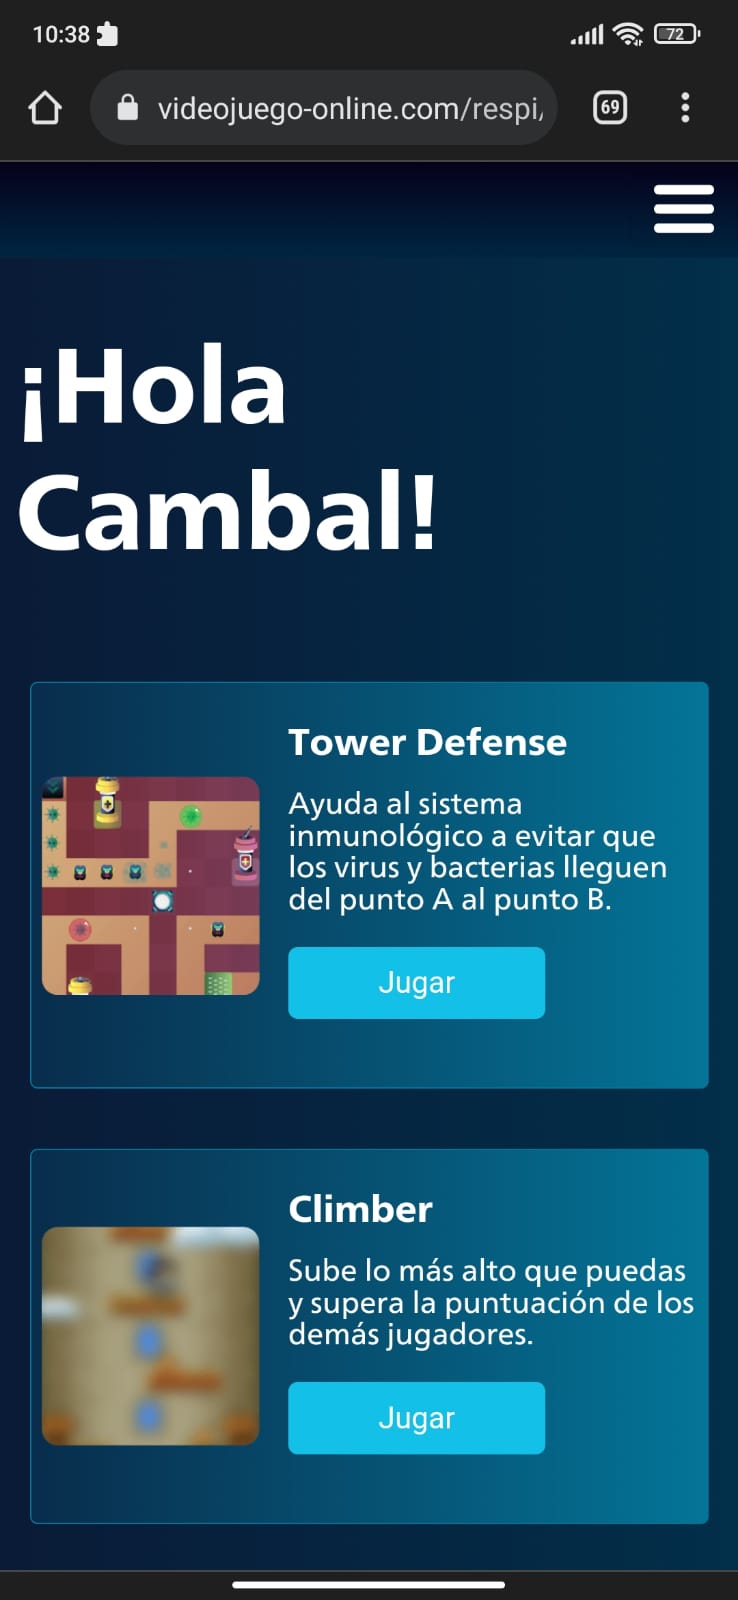 10:38
72
videojuego-online.com/respi
69
¡Hola
Cambal!
Tower Defense
Ayuda al sistema
inmunológico a evitar que
los virus y bacterias lleguen
del punto A al punto B.
Jugar
Climber
Sube lo más alto que puedas
y supera la puntuación de los
demás jugadores.
Jugar